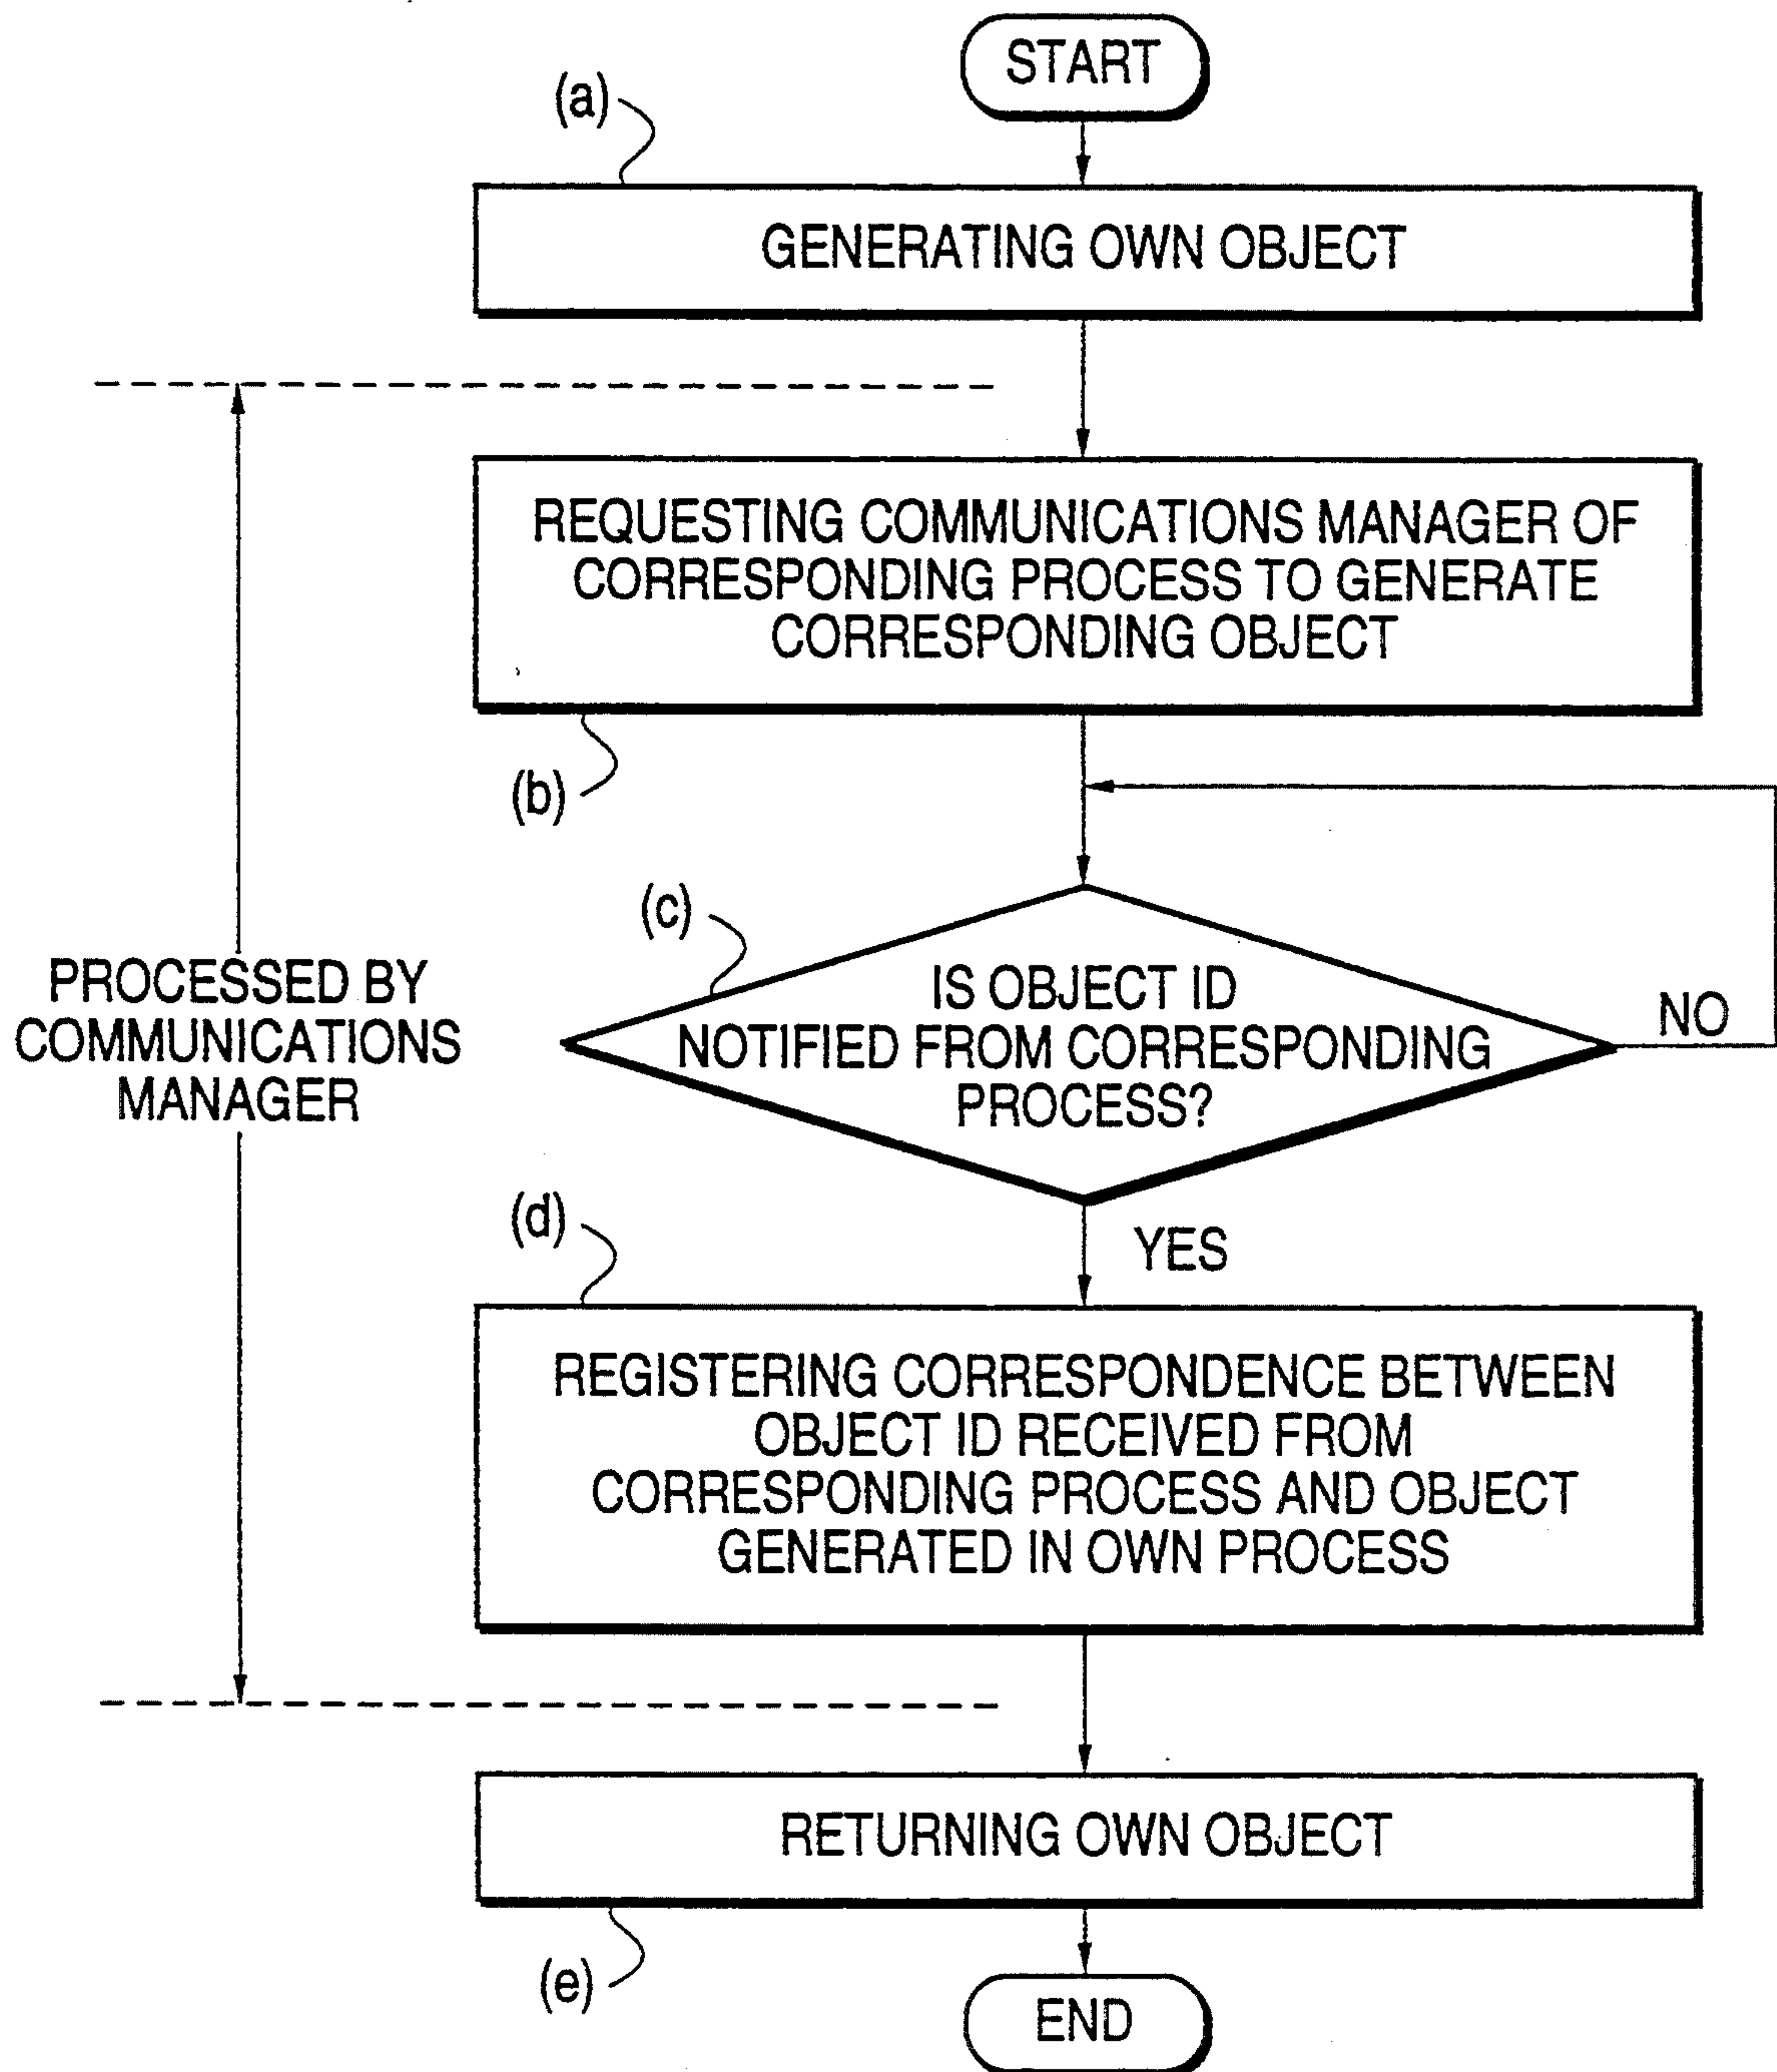 START
(a)
GENERATING OWN OBJECT
REQUESTING COMMUNICATIONS MANAGER OF
CORRESPONDING PROCESS TO GENERATE
CORRESPONDING OBJECT
(b)
(c)
IS OBJECT ID
NOTIFIED FROM CORRESPONDING
PROCESS?
NO
PROCESSED BY
COMMUNICATIONS
MANAGER
YES
(d)
REGISTERING CORRESPONDENCE BETWEEN
OBJECT ID RECEIVED FROM
CORRESPONDING PROCESS AND OBJECT
GENERATED IN OWN PROCESS
RETURNING OWN OBJECT
(e)
END